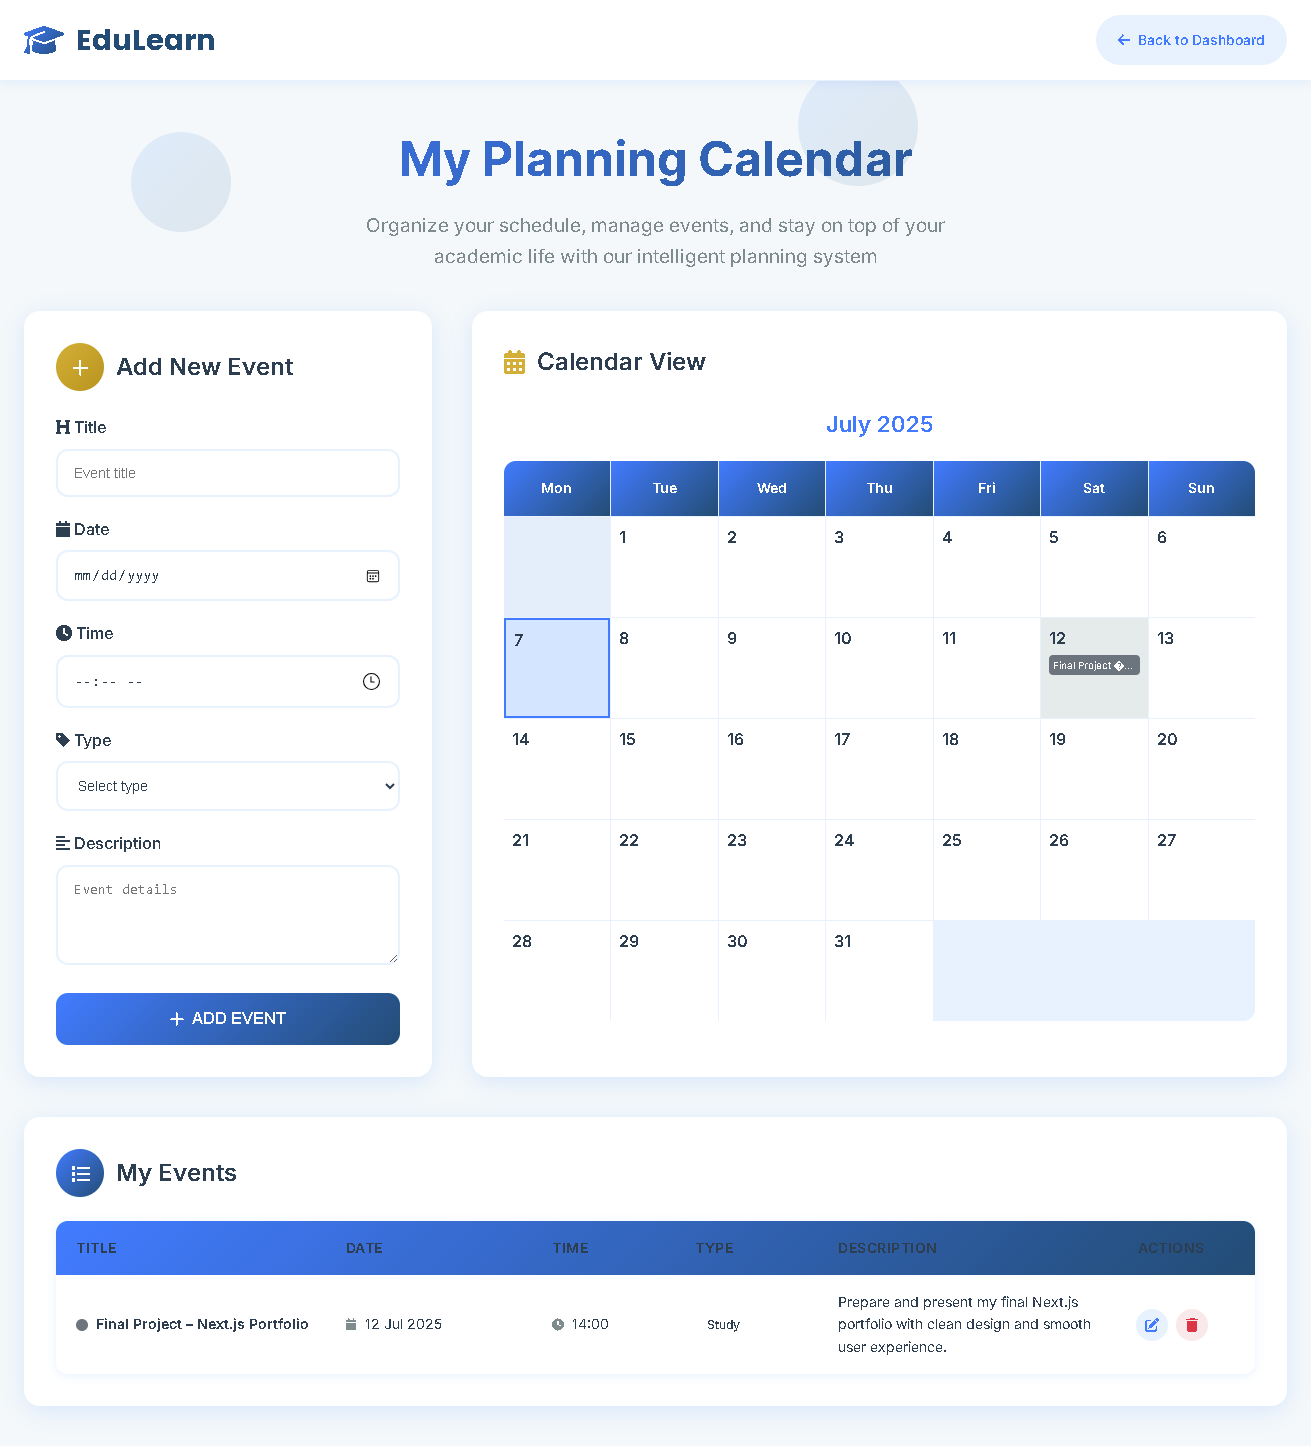 EduLearn
Back to Dashboard
My Planning Calendar
Organize your schedule, manage events, and stay on top of your
academic life with our intelligent planning system
Add New Event
Title
Event title
Date
mm/dd/yyyy
Time
--:-- --
Type
Select type
Description
Event details
ADD EVENT
Calendar View
July 2025
Mon Tue Wed Thu Fri Sat Sun
1 2 3 4 5 6
7 8 9 10 11 12 13
Final Project �...
14 15 16 17 18 19 20
21 22 23 24 25 26 27
28 29 30 31
My Events
TITLE DATE TIME TYPE DESCRIPTION ACTIONS
Final Project – Next.js Portfolio 12 Jul 2025 14:00 Study
Prepare and present my final Next.js
portfolio with clean design and smooth
user experience.